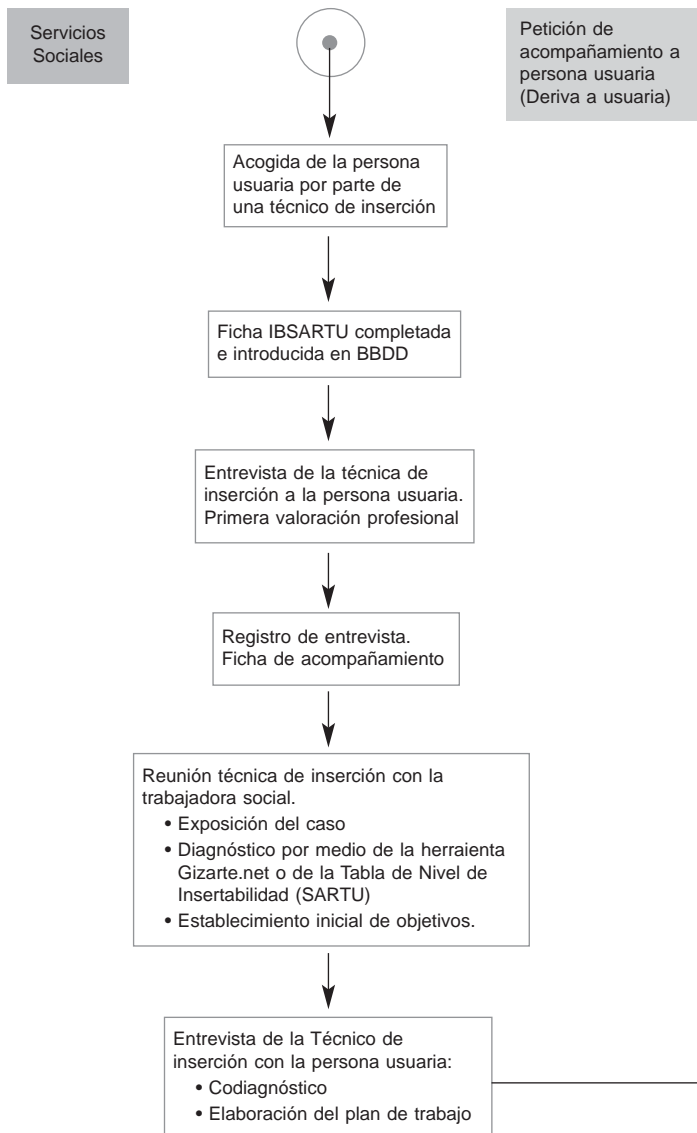 Servicios
Sociales
Petición de
acompañamiento a
persona usuaria
(Deriva a usuaria)
Acogida de la persona
usuaria por parte de
una técnico de inserción
Ficha IBSARTU completada
e introducida en BBDD
Entrevista de la técnica de
inserción a la persona usuaria.
Primera valoración profesional
Registro de entrevista.
Ficha de acompañamiento
Reunión técnica de inserción con la
trabajadora social.
• Exposición del caso
• Diagnóstico por medio de la herraienta
Gizarte.net o de la Tabla de Nivel de
Insertabilidad (SARTU)
• Establecimiento inicial de objetivos.
Entrevista de la Técnico de
inserción con la persona usuaria:
• Codiagnóstico
• Elaboración del plan de trabajo